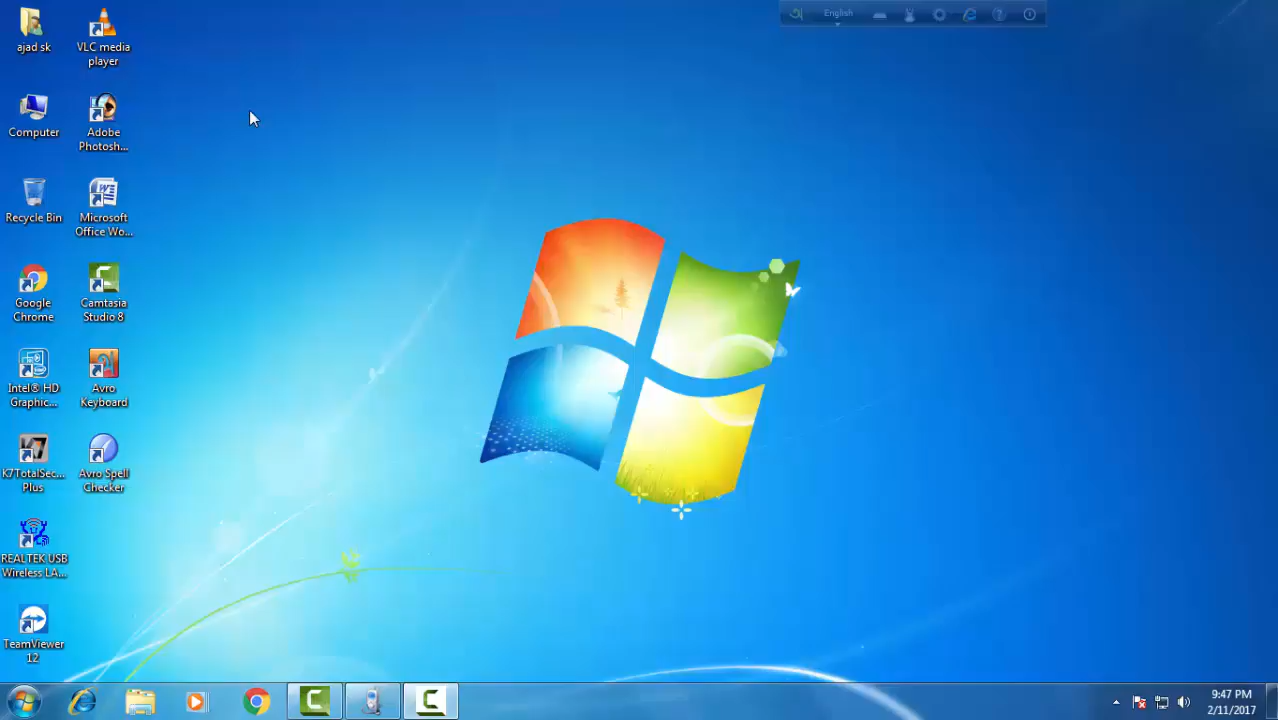 ajad sk
VLC media
player
Computer
Adobe
Photosh...
Recycle Bin
Microsoft
Office Wo...
Google
Chrome
Camtasia
Studio 8
Intel® HD
Graphic...
Avro
Keyboard
K7TotalSec...
Plus
Avro Spell
Checker
REALTEK USB
Wireless LA...
TeamViewer
12
English
9:47 PM
2/11/2017